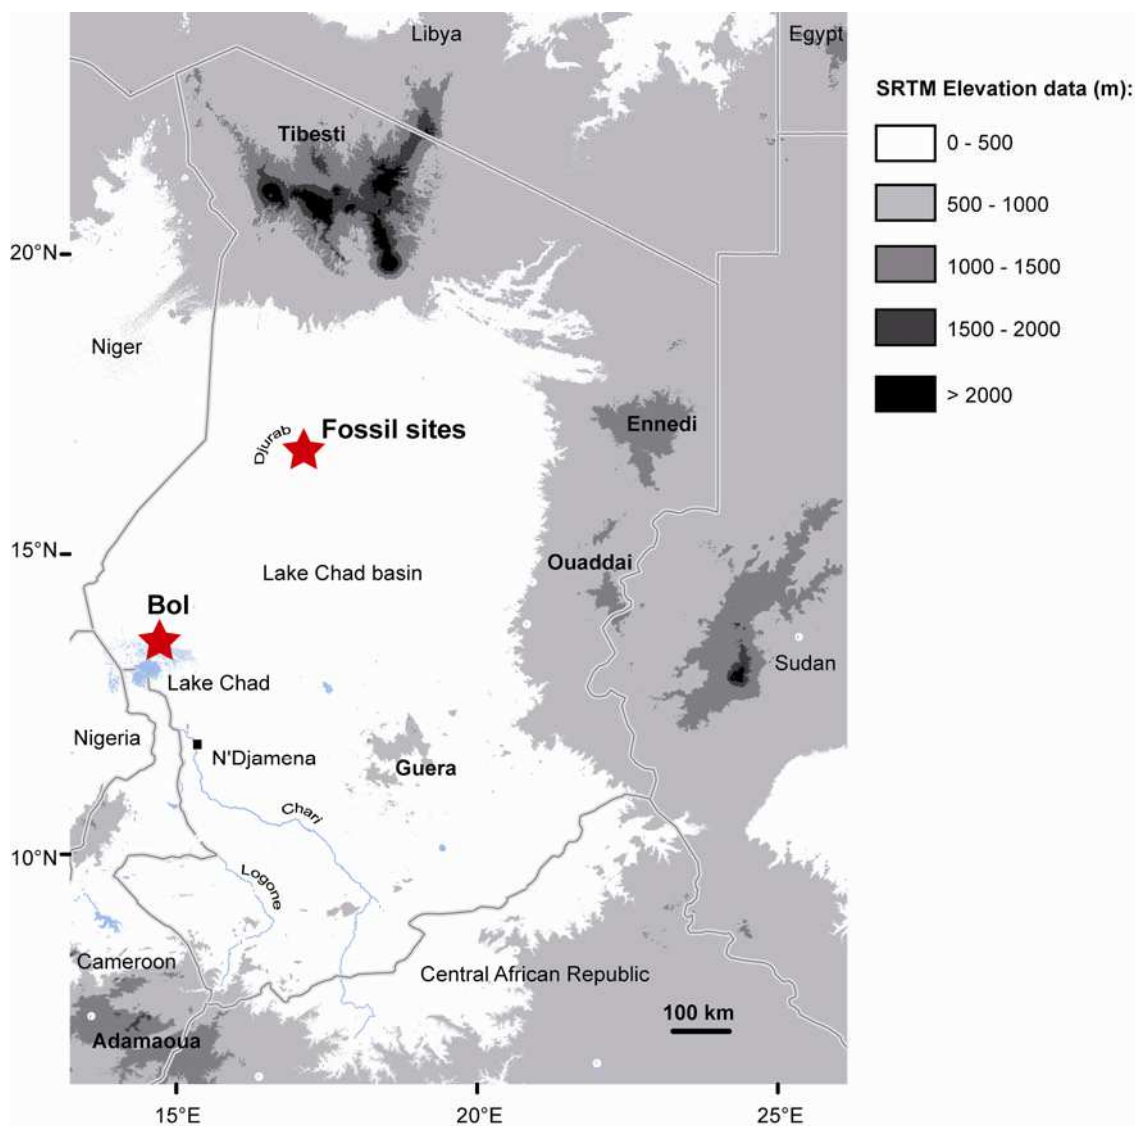 Libya
Egypt
SRTM Elevation data (m):
0 - 500
500 - 1000
1000 - 1500
1500 - 2000
> 2000
Tibesti
20°N
Niger
Djurab
Fossil sites
Ennedi
15°N
Ouaddai
Lake Chad basin
Bol
Sudan
Lake Chad
Nigeria
N'Djamena
Guera
Chari
10°N
Logone
Cameroon
Central African Republic
100 km
Adamaoua
15°E
20°E
25°E